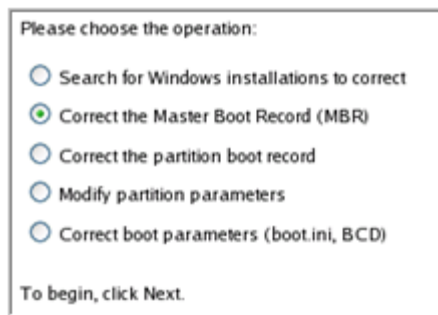 Please choose the operation:
Search for Windows installations to correct
Correct the Master Boot Record (MBR)
Correct the partition boot record
Modify partition parameters
Correct boot parameters (boot.ini, BCD)
To begin, click Next.